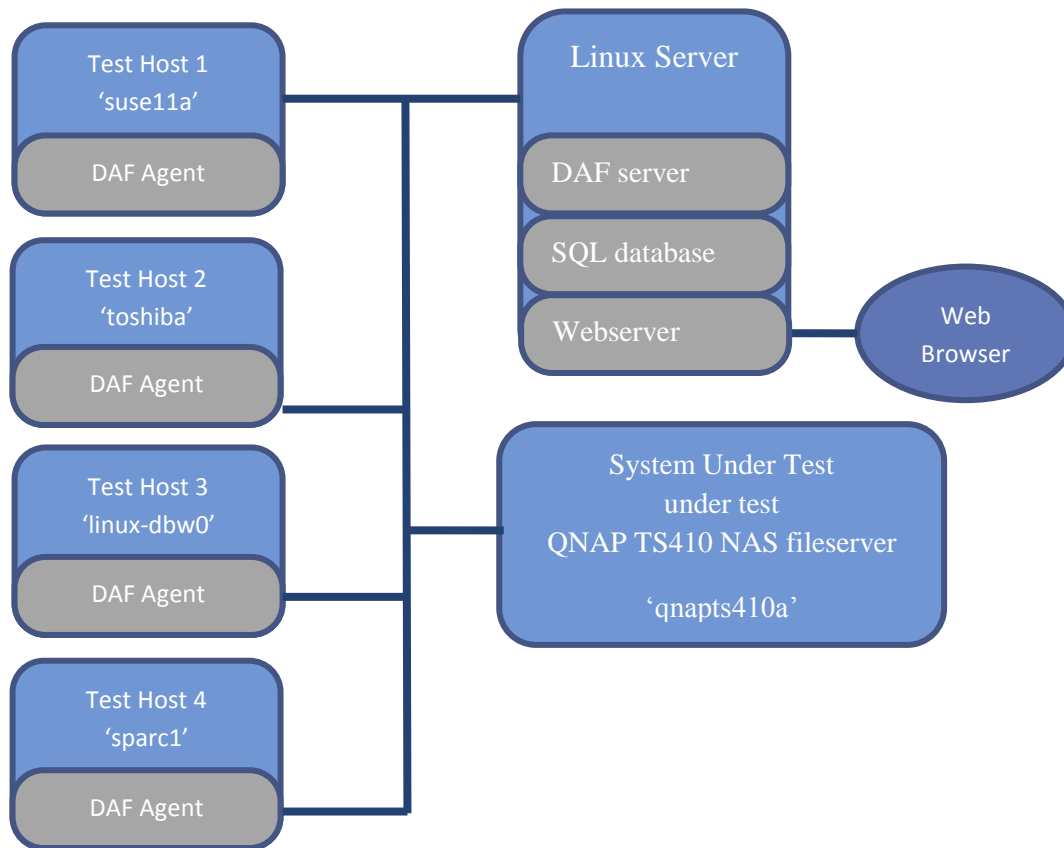 Test Host 1
‘suse11a’
DAF Agent
Test Host 2
‘toshiba’
DAF Agent
Test Host 3
‘linux-dbw0’
DAF Agent
Test Host 4
‘sparc1’
DAF Agent
Linux Server
DAF server
SQL database
Webserver
Web
Browser
System Under Test
under test
QNAP TS410 NAS fileserver
‘qnapts410a’